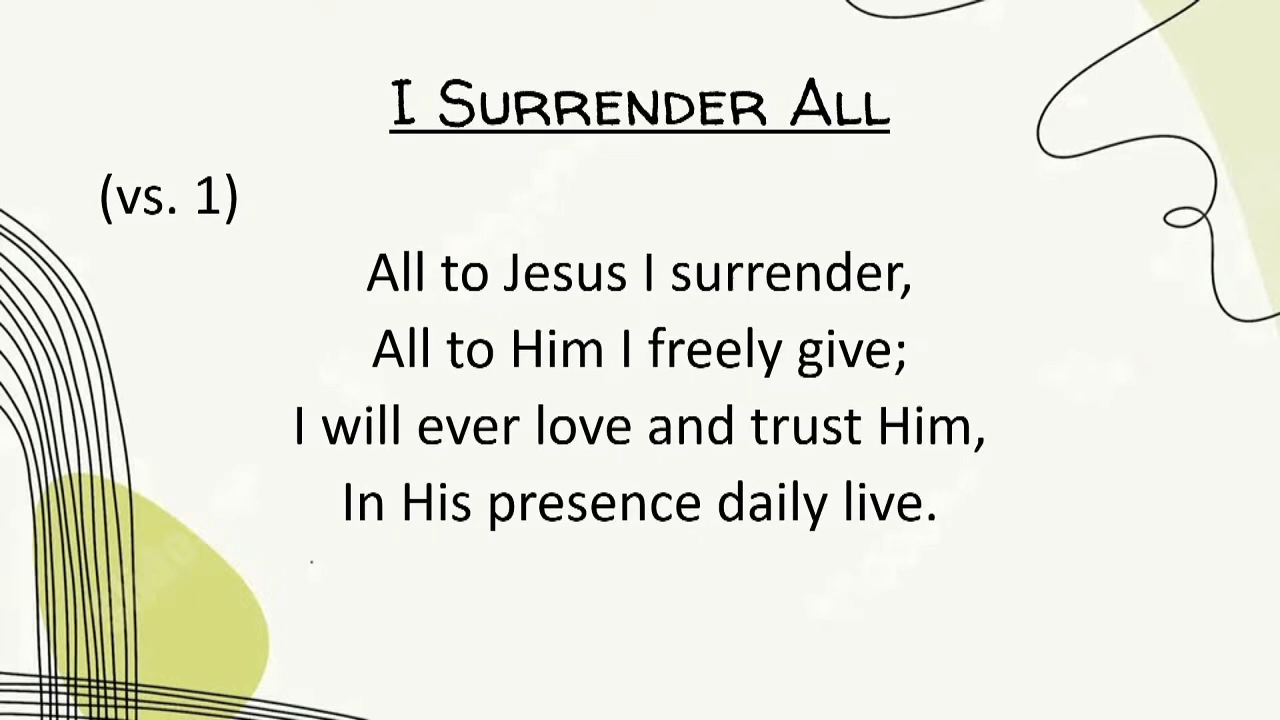 I Surrender All
(vs. 1)
All to Jesus I surrender,
All to Him I freely give;
I will ever love and trust Him,
In His presence daily live.